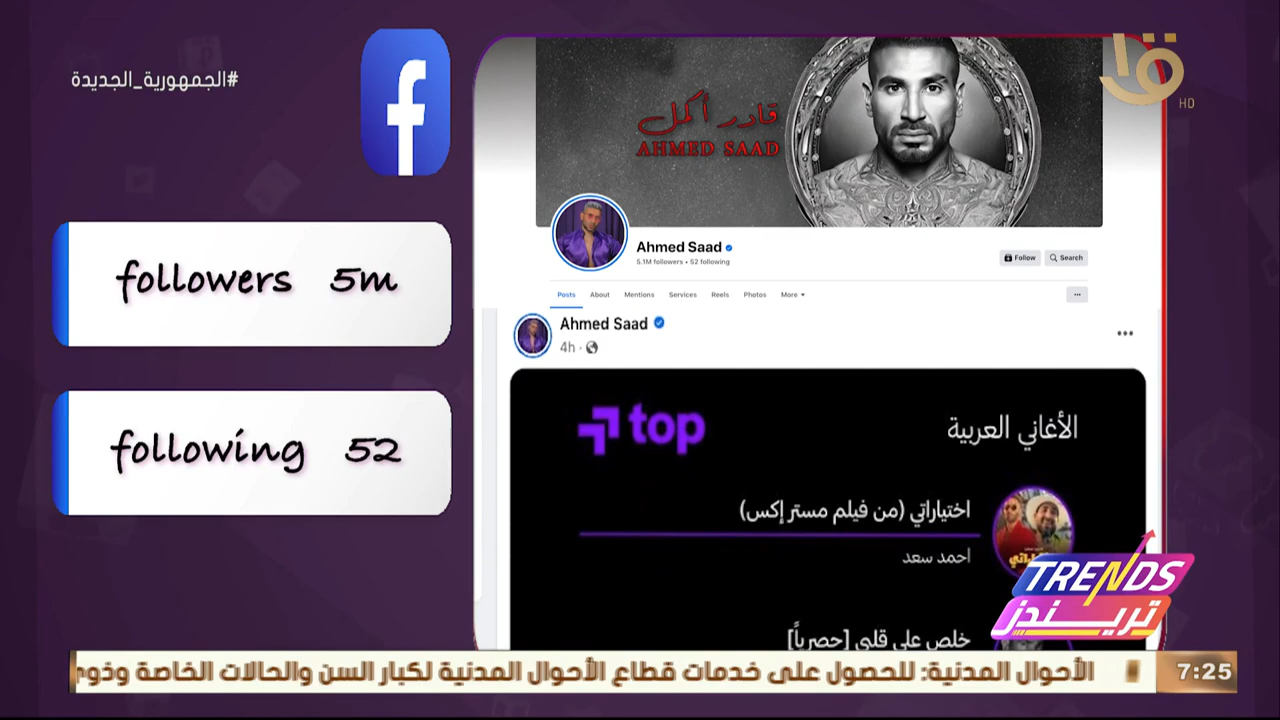 #الجمهورية_الجديدة
HD
followers 5m
following 52
قادر أكمل
AHMED SAAD
Ahmed Saad
5.1M followers • 52 following
Follow
Search
Posts
About
Mentions
Services
Reels
Photos
More
Ahmed Saad
4h
top
الأغاني العربية
اختياراتي (من فيلم مستر إكس)
احمد سعد
خلص على قلبي [حصرياً]
TRENDS
تريندز
الأحوال المدنية: للحصول على خدمات قطاع الأحوال المدنية لكبار السن والحالات الخاصة وذوي
7:25